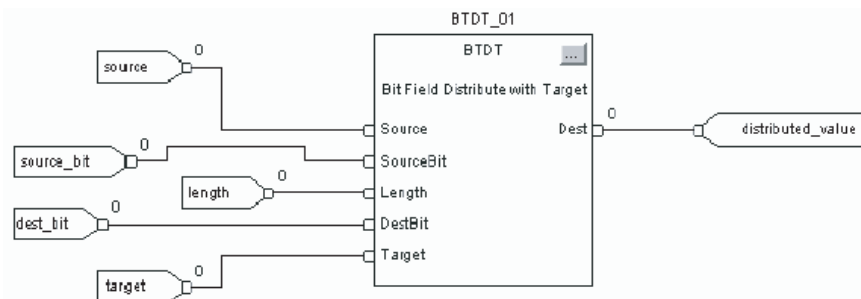 BTDT_01
BTDT
...
Bit Field Distribute with Target
source
0
Source
Dest
0
distributed_value
source_bit
0
SourceBit
length
0
Length
dest_bit
0
DestBit
target
0
Target